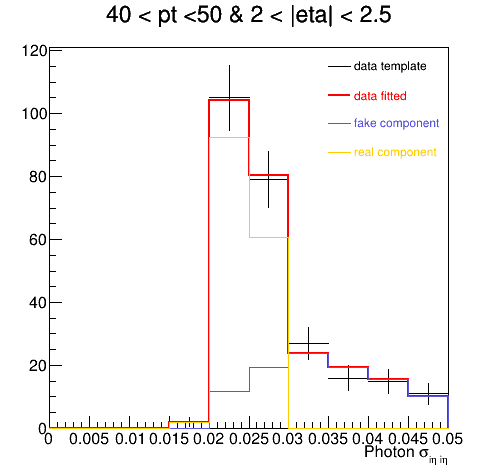 40 < pt <50 & 2 < |eta| < 2.5
120
data template
data fitted
100
fake component
real component
80
60
40
20
0
0 0.005 0.01 0.015 0.02 0.025 0.03 0.035 0.04 0.045 0.05
Photon σiη iη